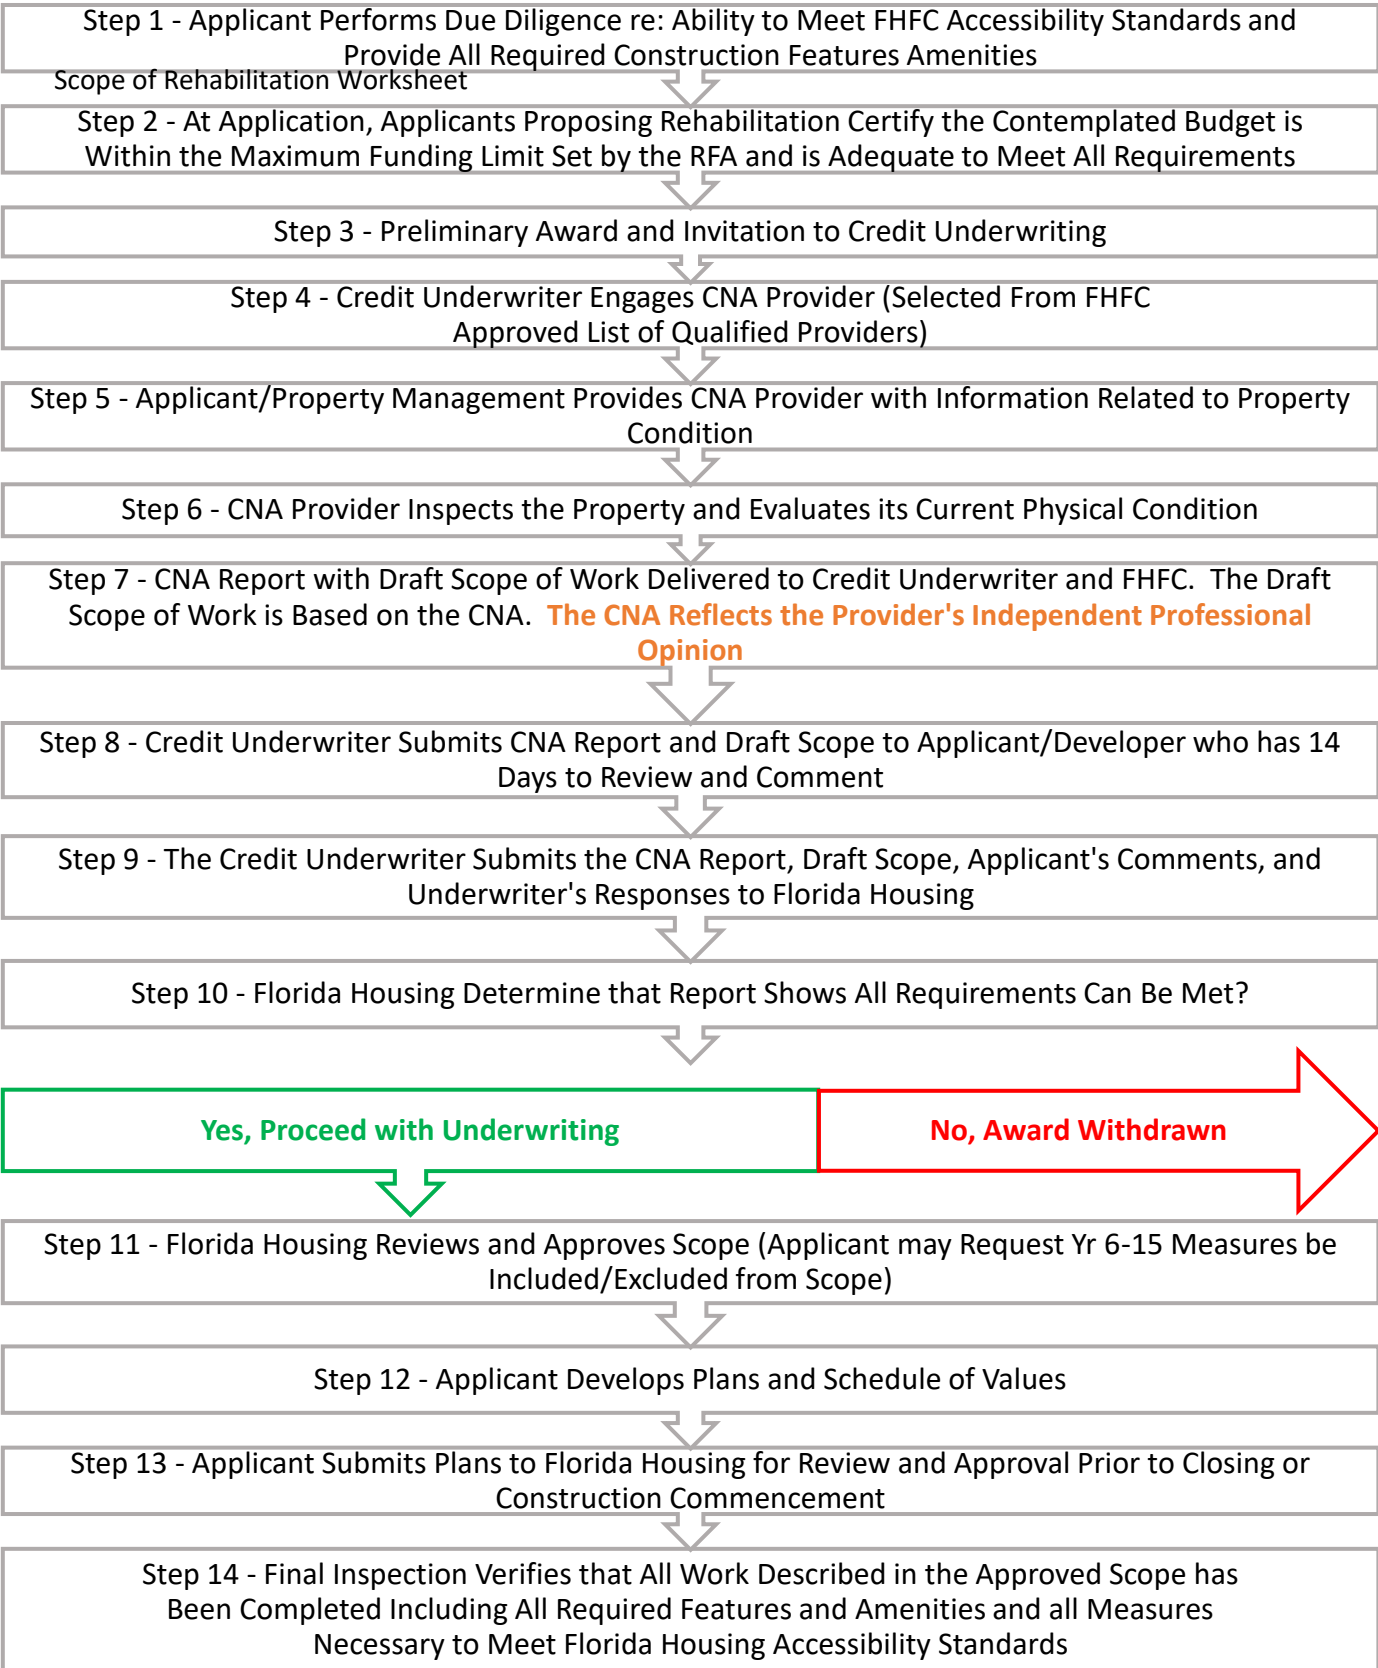 Step 1 - Applicant Performs Due Diligence re: Ability to Meet FHFC Accessibility Standards and
Provide All Required Construction Features Amenities
Scope of Rehabilitation Worksheet
Step 2 - At Application, Applicants Proposing Rehabilitation Certify the Contemplated Budget is
Within the Maximum Funding Limit Set by the RFA and is Adequate to Meet All Requirements
Step 3 - Preliminary Award and Invitation to Credit Underwriting
Step 4 - Credit Underwriter Engages CNA Provider (Selected From FHFC
Approved List of Qualified Providers)
Step 5 - Applicant/Property Management Provides CNA Provider with Information Related to Property
Condition
Step 6 - CNA Provider Inspects the Property and Evaluates its Current Physical Condition
Step 7 - CNA Report with Draft Scope of Work Delivered to Credit Underwriter and FHFC.  The Draft
Scope of Work is Based on the CNA.  The CNA Reflects the Provider's Independent Professional
Opinion
Step 8 - Credit Underwriter Submits CNA Report and Draft Scope to Applicant/Developer who has 14
Days to Review and Comment
Step 9 - The Credit Underwriter Submits the CNA Report, Draft Scope, Applicant's Comments, and
Underwriter's Responses to Florida Housing
Step 10 - Florida Housing Determine that Report Shows All Requirements Can Be Met?
Yes, Proceed with Underwriting
No, Award Withdrawn
Step 11 - Florida Housing Reviews and Approves Scope (Applicant may Request Yr 6-15 Measures be
Included/Excluded from Scope)
Step 12 - Applicant Develops Plans and Schedule of Values
Step 13 - Applicant Submits Plans to Florida Housing for Review and Approval Prior to Closing or
Construction Commencement
Step 14 - Final Inspection Verifies that All Work Described in the Approved Scope has
Been Completed Including All Required Features and Amenities and all Measures
Necessary to Meet Florida Housing Accessibility Standards